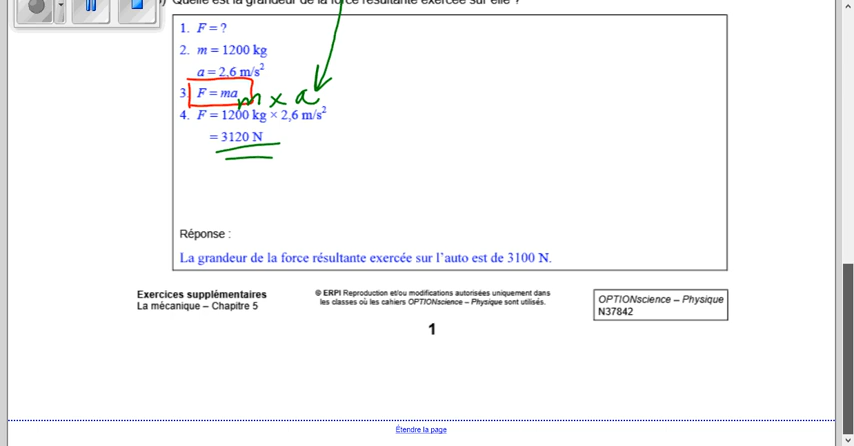 Quelle est la grandeur de la force résultante exercée sur elle ?
1. F = ?
2. m = 1200 kg
a = 2,6 m/s²
3 F = ma
m × a
4. F = 1200 kg × 2,6 m/s²
= 3120 N
Réponse :
La grandeur de la force résultante exercée sur l'auto est de 3100 N.
Exercices supplémentaires
La mécanique – Chapitre 5
© ERPI Reproduction et/ou modifications autorisées uniquement dans
les classes où les cahiers OPTIONscience – Physique sont utilisés.
OPTIONscience – Physique
N37842
1
Étendre la page